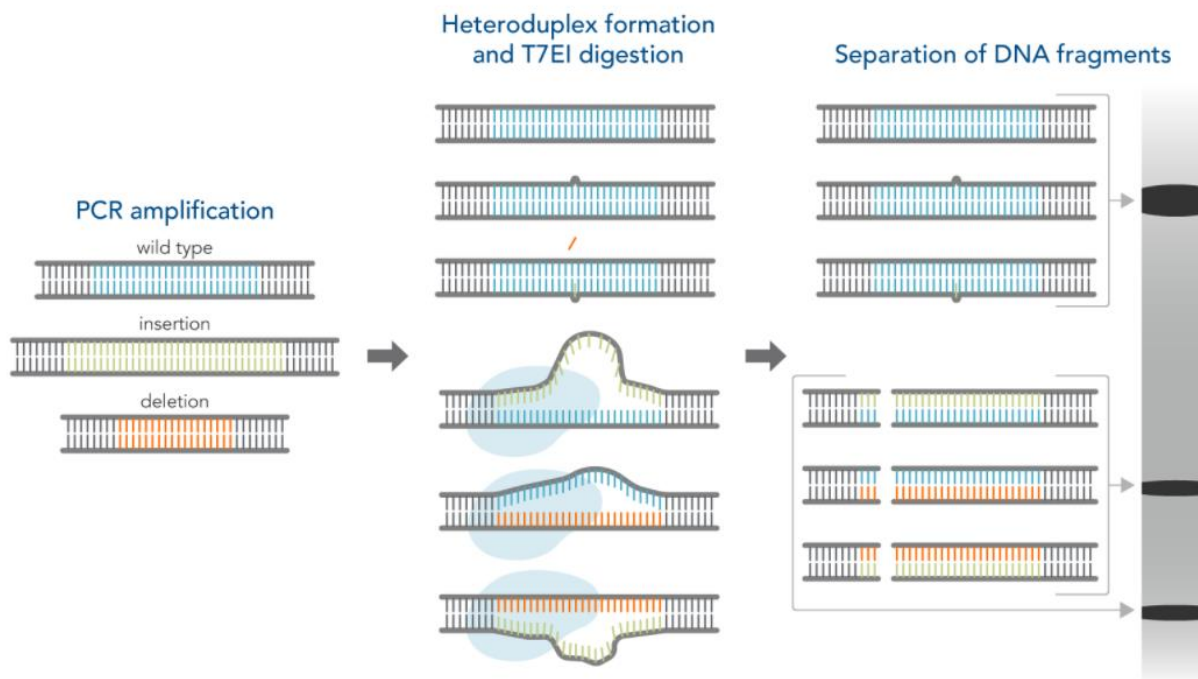 PCR amplification
wild type
insertion
deletion
Heteroduplex formation
and T7EI digestion
Separation of DNA fragments